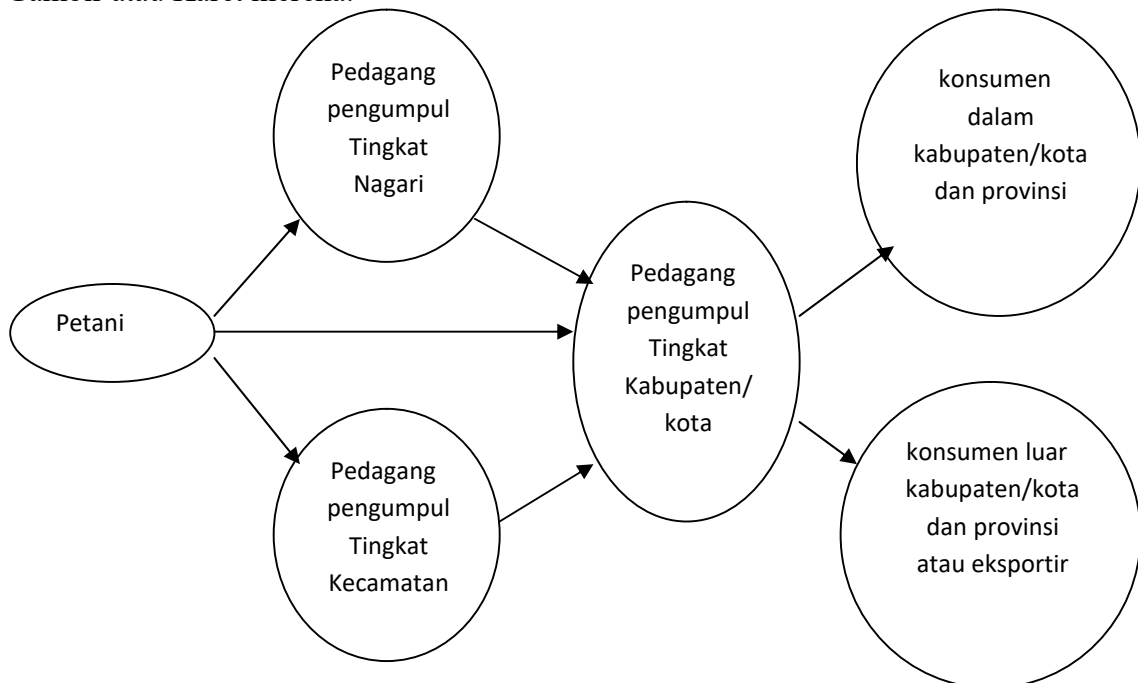 Petani
Pedagang
pengumpul
Tingkat
Nagari
Pedagang
pengumpul
Tingkat
Kecamatan
Pedagang
pengumpul
Tingkat
Kabupaten/
kota
konsumen
dalam
kabupaten/kota
dan provinsi
konsumen luar
kabupaten/kota
dan provinsi
atau eksportir